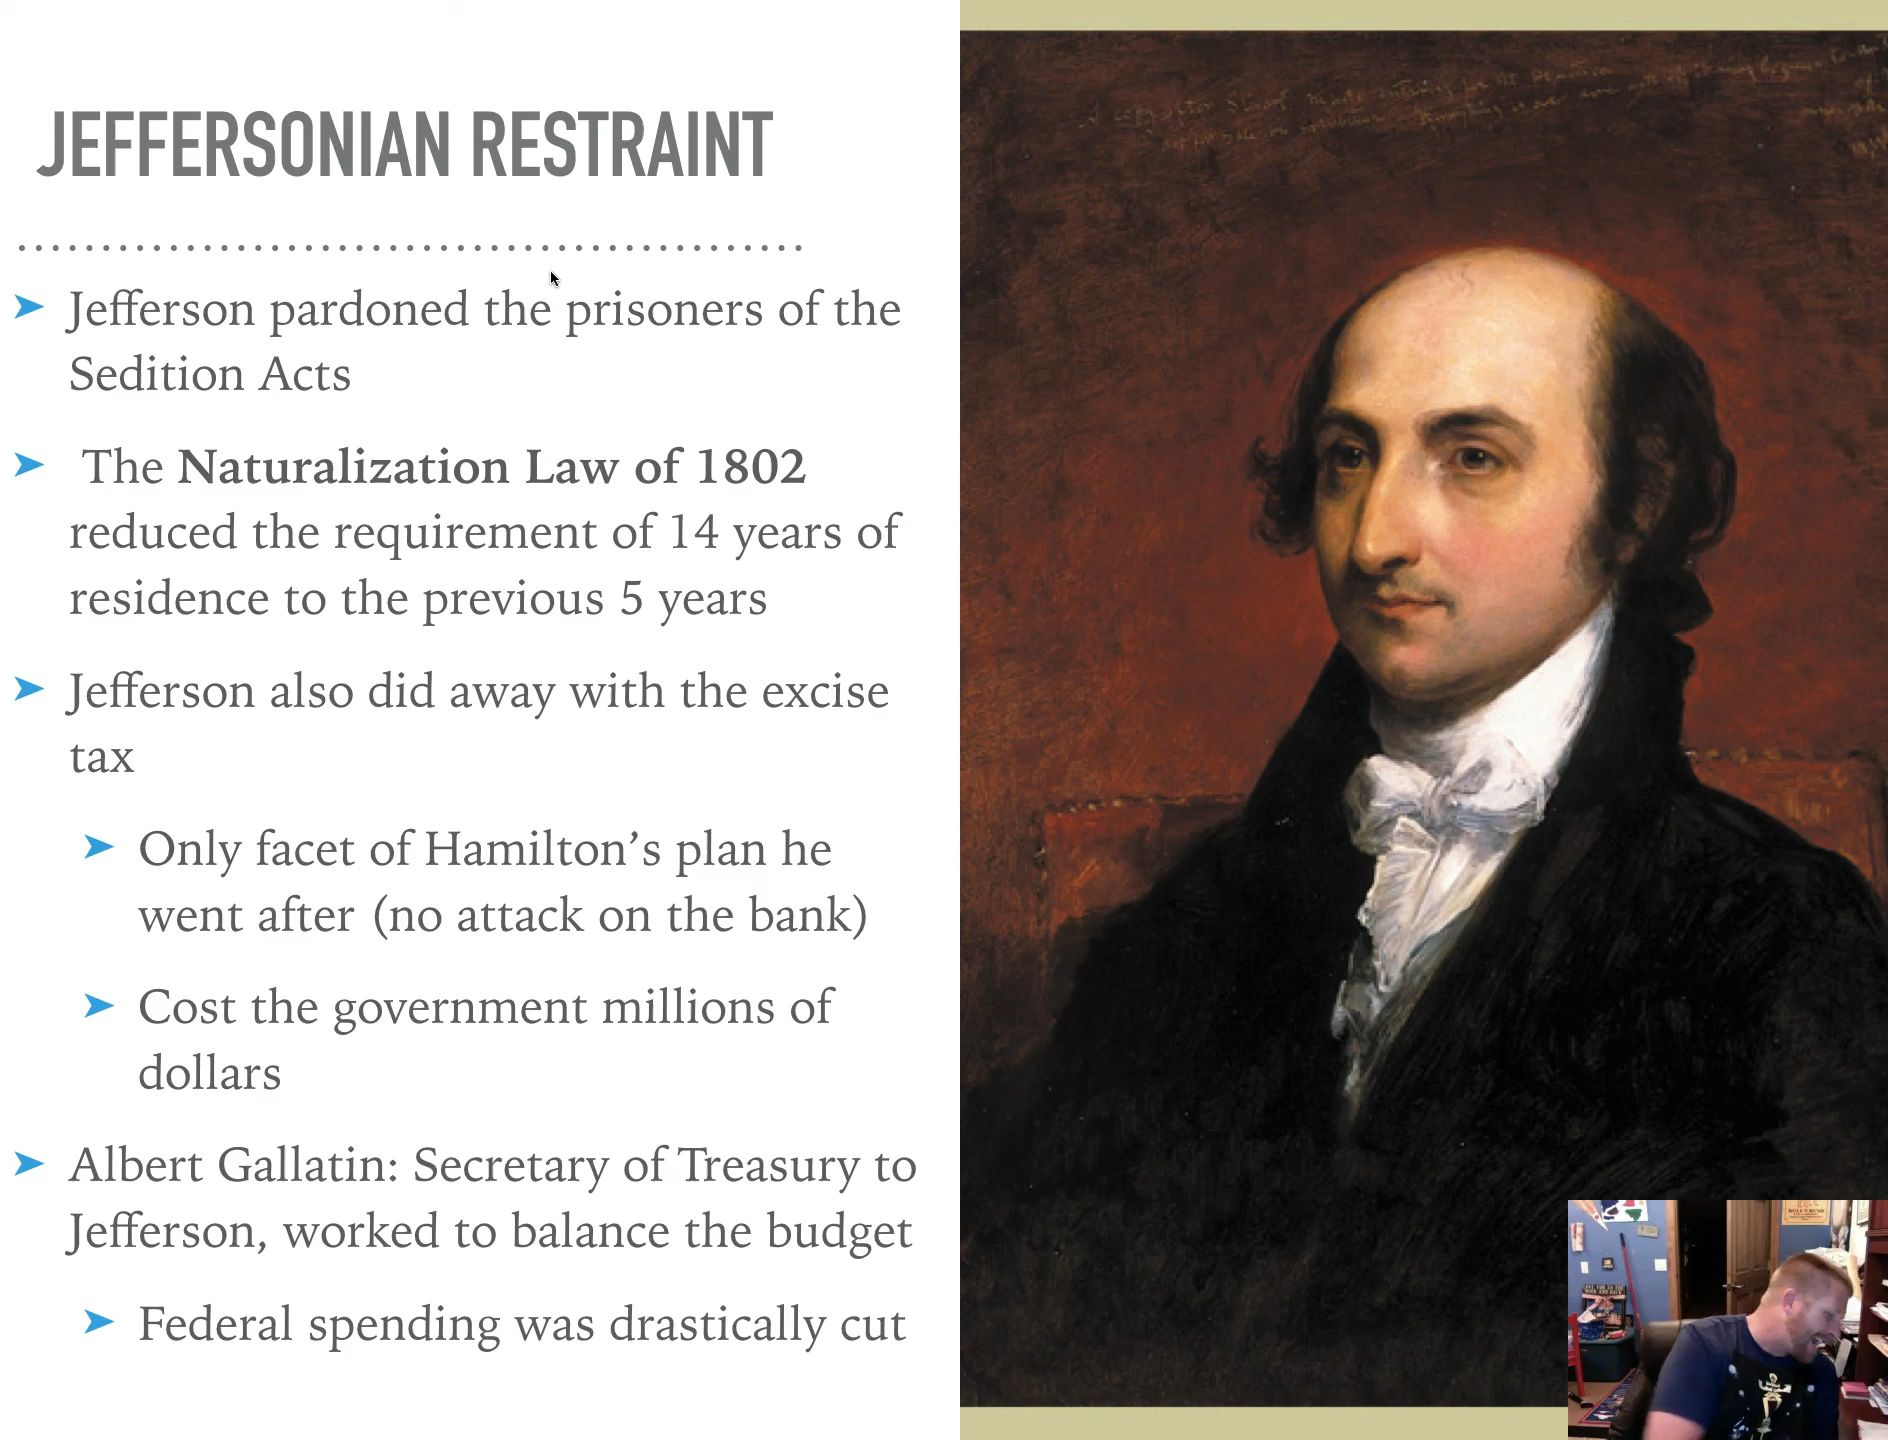 JEFFERSONIAN RESTRAINT
Jefferson pardoned the prisoners of the
Sedition Acts
The Naturalization Law of 1802
reduced the requirement of 14 years of
residence to the previous 5 years
Jefferson also did away with the excise
tax
Only facet of Hamilton’s plan he
went after (no attack on the bank)
Cost the government millions of
dollars
Albert Gallatin: Secretary of Treasury to
Jefferson, worked to balance the budget
Federal spending was drastically cut